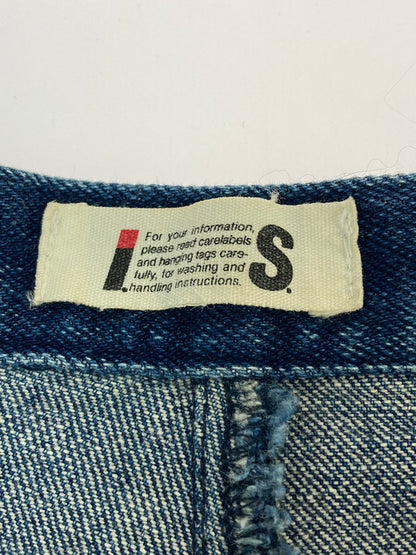 I.
For your information,
please read carelabels
and hanging tags care-
fully, for washing and
handling instructions.
S.